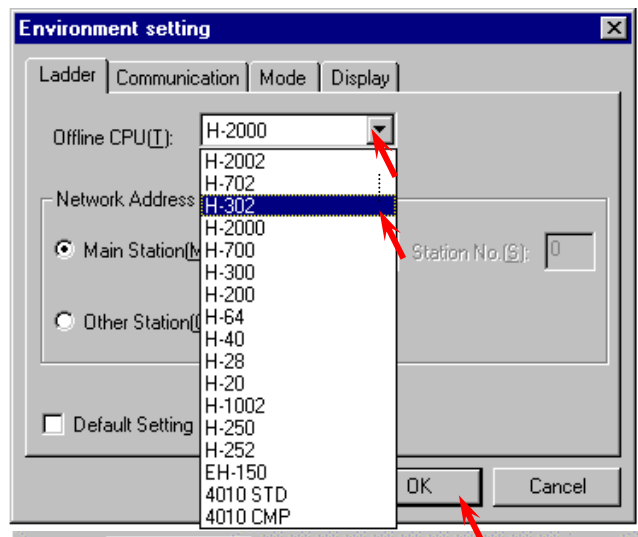 Environment setting
Ladder Communication Mode Display
Offline CPU(T): H-2000
H-2002
H-702
Network Address
H-302
H-2000
Main Station(M H-700 Station No.(S): 0
H-300
H-200
Other Station( H-64
H-40
H-28
H-20
H-1002
Default Setting H-250
H-252
EH-150
4010 STD OK Cancel
4010 CMP